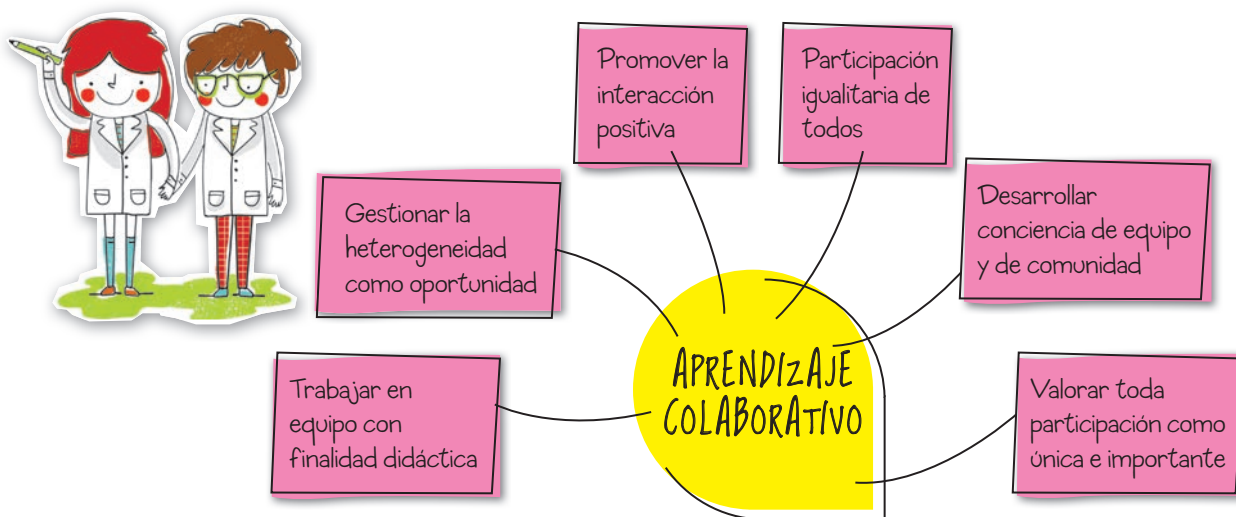 Promover la
interacción
positiva
Participación
igualitaria de
todos
Gestionar la
heterogeneidad
como oportunidad
Desarrollar
conciencia de equipo
y de comunidad
APRENDIZAJE
COLABORATIVO
Trabajar en
equipo con
finalidad didáctica
Valorar toda
participación como
única e importante